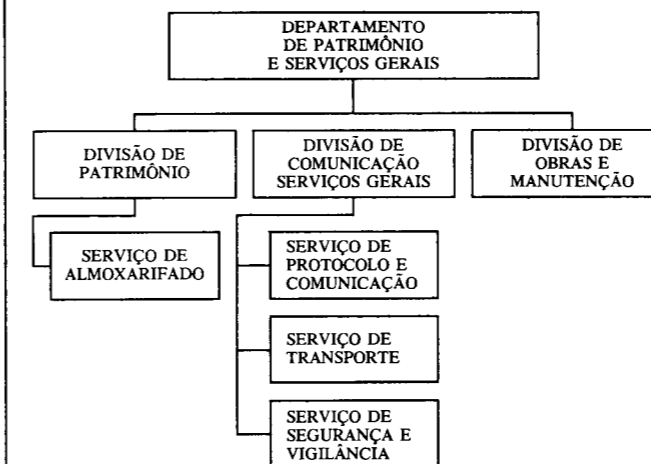 DEPARTAMENTO
DE PATRIMÔNIO
E SERVIÇOS GERAIS
DIVISÃO DE
PATRIMÔNIO
DIVISÃO DE
COMUNICAÇÃO
SERVIÇOS GERAIS
DIVISÃO DE
OBRAS E
MANUTENÇÃO
SERVIÇO DE
ALMOXARIFADO
SERVIÇO DE
PROTOCOLO E
COMUNICAÇÃO
SERVIÇO DE
TRANSPORTE
SERVIÇO DE
SEGURANÇA E
VIGILÂNCIA